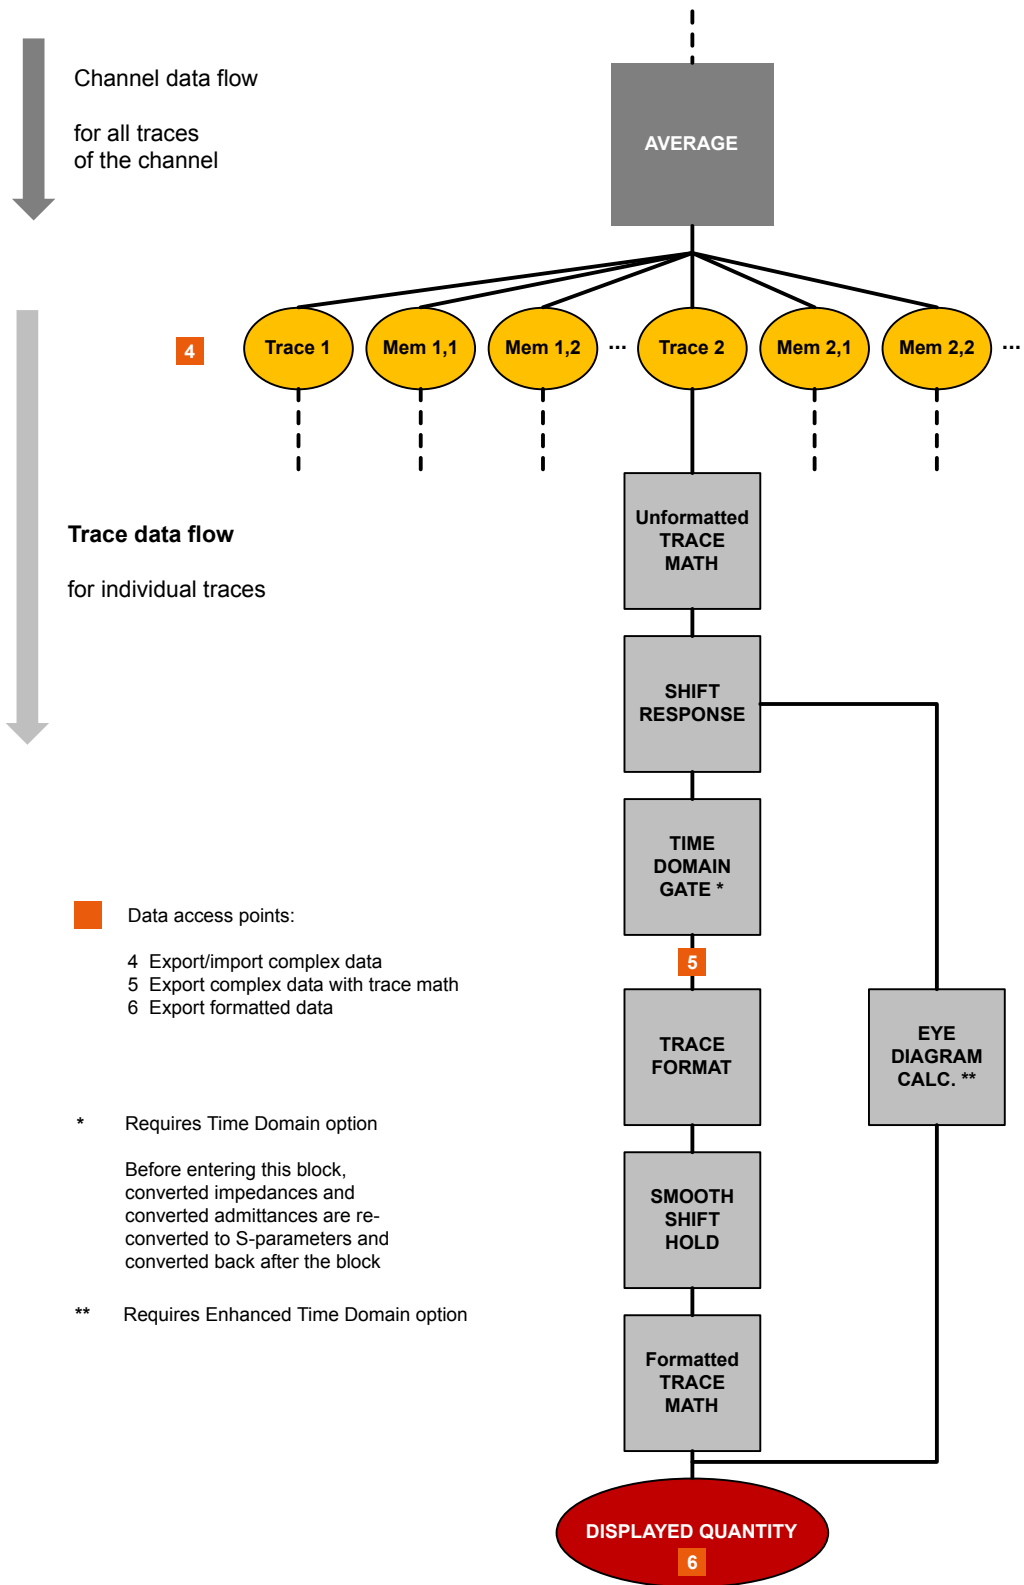 Channel data flow
for all traces
of the channel
AVERAGE
4
Trace 1
Mem 1,1
Mem 1,2
...
Trace 2
Mem 2,1
Mem 2,2
...
Trace data flow
for individual traces
Unformatted
TRACE
MATH
SHIFT
RESPONSE
TIME
DOMAIN
GATE *
5
TRACE
FORMAT
EYE
DIAGRAM
CALC. **
SMOOTH
SHIFT
HOLD
Formatted
TRACE
MATH
DISPLAYED QUANTITY
6
Data access points:
4 Export/import complex data
5 Export complex data with trace math
6 Export formatted data
* Requires Time Domain option
Before entering this block,
converted impedances and
converted admittances are re-
converted to S-parameters and
converted back after the block
** Requires Enhanced Time Domain option